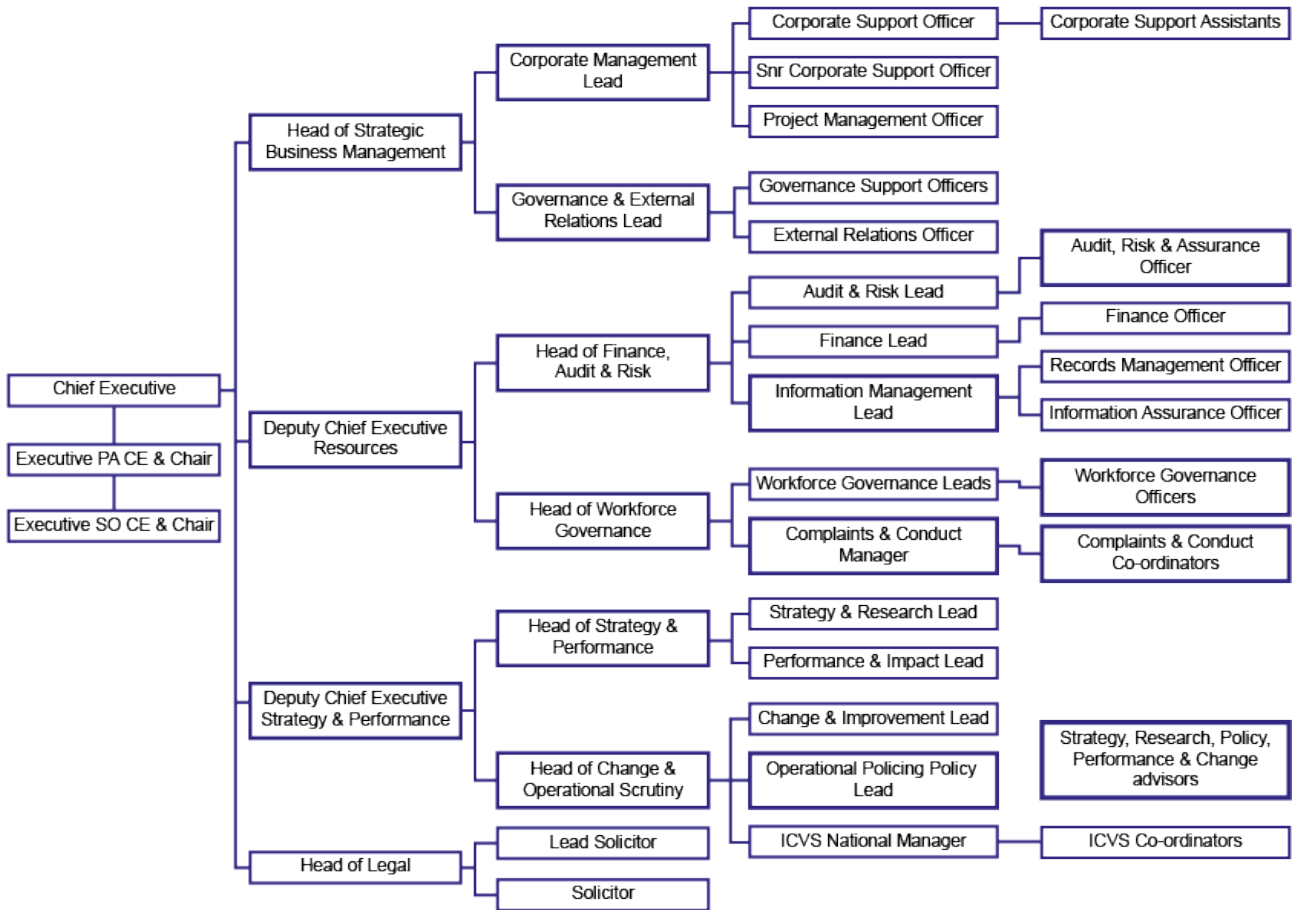 Chief Executive
Executive PA CE & Chair
Executive SO CE & Chair
Head of Strategic
Business Management
Corporate Management
Lead
Corporate Support Officer
Corporate Support Assistants
Snr Corporate Support Officer
Project Management Officer
Governance & External
Relations Lead
Governance Support Officers
External Relations Officer
Deputy Chief Executive
Resources
Head of Finance,
Audit & Risk
Audit & Risk Lead
Audit, Risk & Assurance
Officer
Finance Lead
Finance Officer
Information Management
Lead
Records Management Officer
Information Assurance Officer
Head of Workforce
Governance
Workforce Governance Leads
Workforce Governance
Officers
Complaints & Conduct
Manager
Complaints & Conduct
Co-ordinators
Deputy Chief Executive
Strategy & Performance
Head of Strategy &
Performance
Strategy & Research Lead
Performance & Impact Lead
Head of Change &
Operational Scrutiny
Change & Improvement Lead
Operational Policing Policy
Lead
Strategy, Research, Policy,
Performance & Change
advisors
ICVS National Manager
ICVS Co-ordinators
Head of Legal
Lead Solicitor
Solicitor